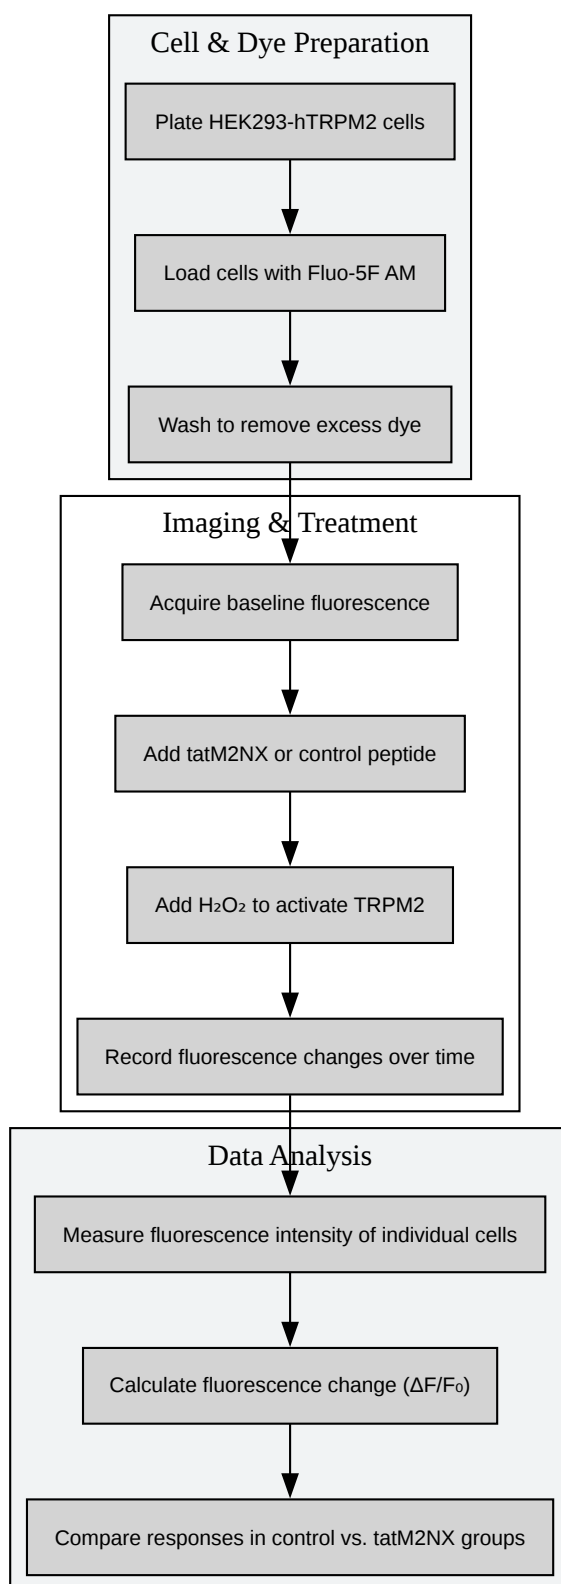 Cell & Dye Preparation
Plate HEK293-hTRPM2 cells
Load cells with Fluo-5F AM
Wash to remove excess dye
Imaging & Treatment
Acquire baseline fluorescence
Add tatM2NX or control peptide
Add H₂O₂ to activate TRPM2
Record fluorescence changes over time
Data Analysis
Measure fluorescence intensity of individual cells
Calculate fluorescence change (ΔF/F₀)
Compare responses in control vs. tatM2NX groups